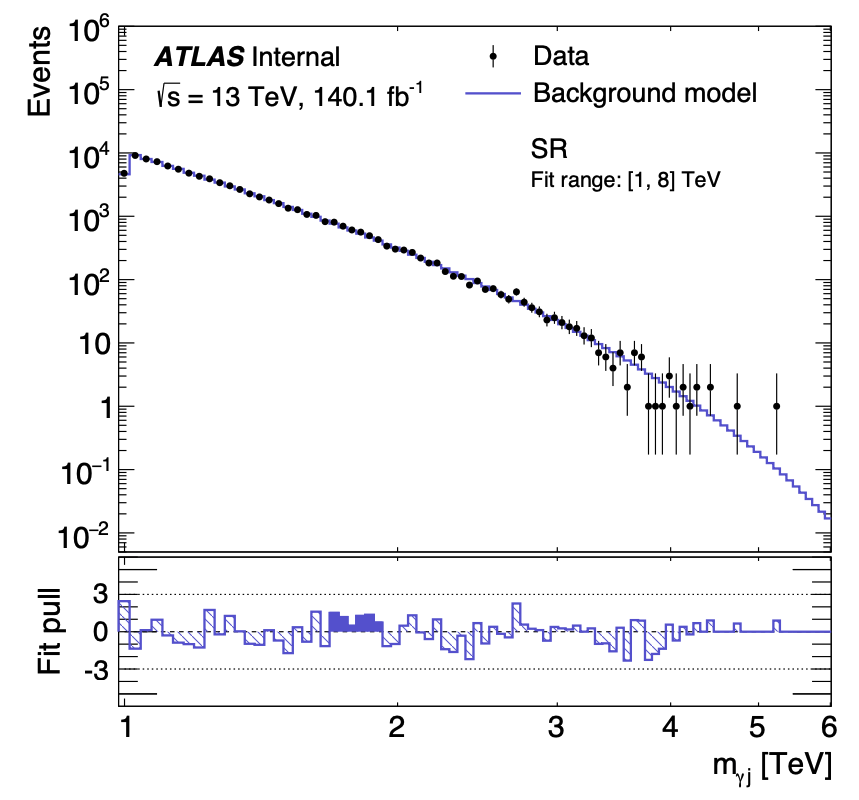 Events
10⁶
10⁵
10⁴
10³
10²
10
1
10⁻¹
10⁻²
ATLAS Internal
√s = 13 TeV, 140.1 fb⁻¹
Data
Background model
SR
Fit range: [1, 8] TeV
Fit pull
3
0
-3
1 2 3 4 5 6
m_γj [TeV]